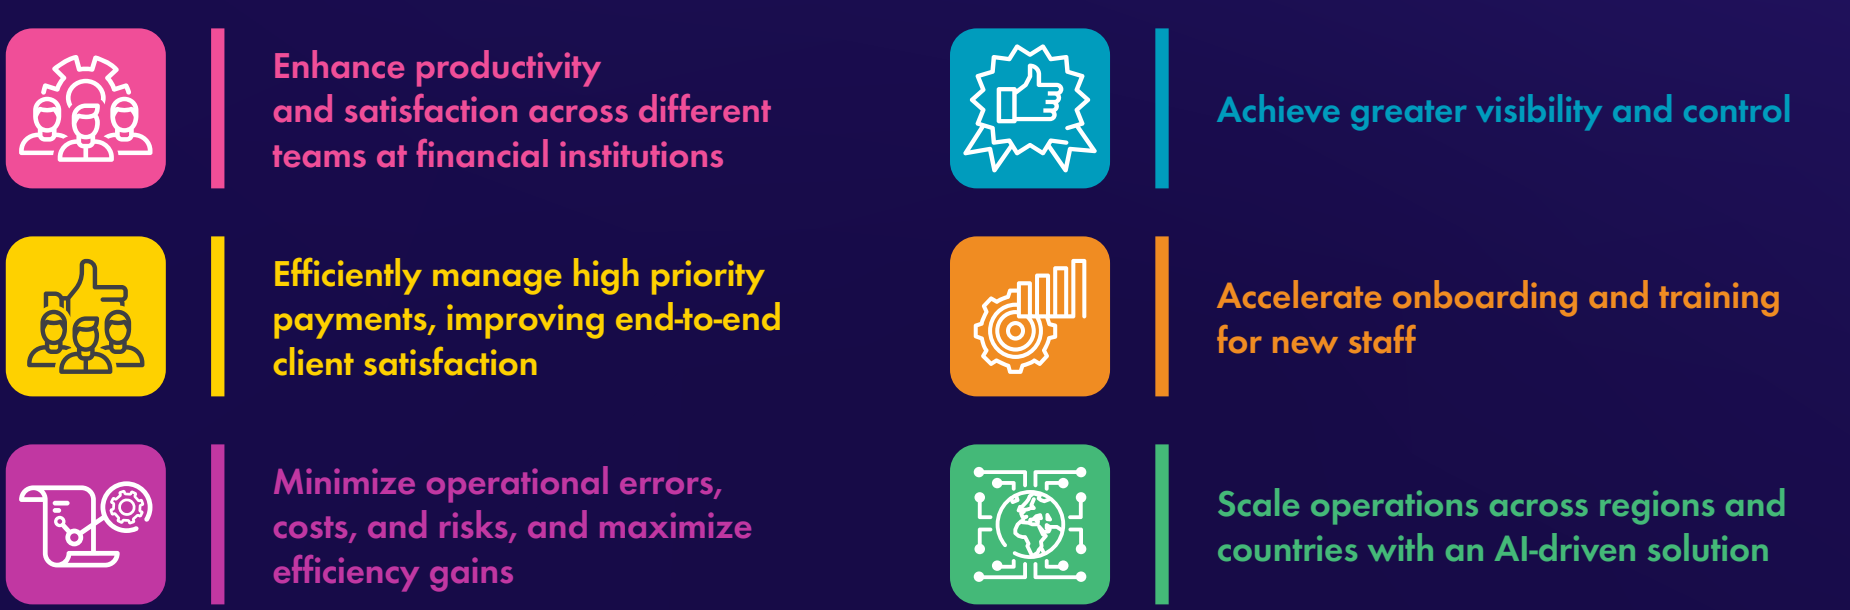 Enhance productivity
and satisfaction across different
teams at financial institutions
Efficiently manage high priority
payments, improving end-to-end
client satisfaction
Minimize operational errors,
costs, and risks, and maximize
efficiency gains
Achieve greater visibility and control
Accelerate onboarding and training
for new staff
Scale operations across regions and
countries with an AI-driven solution